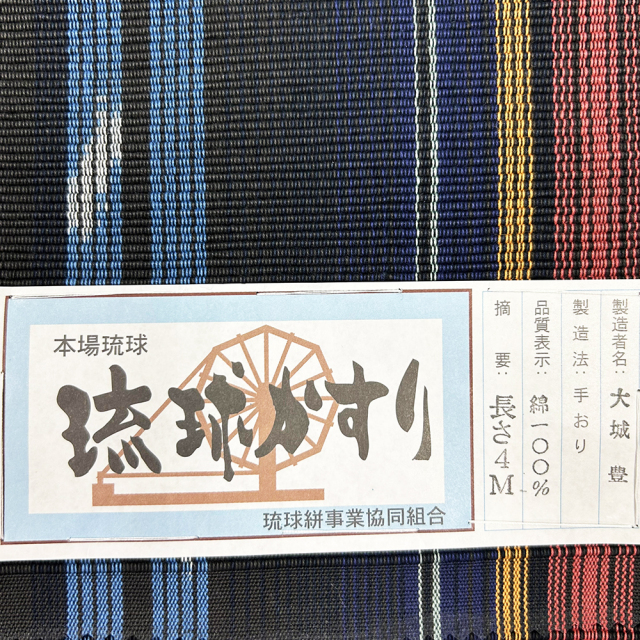 本場琉球
琉球かすり
琉球絣事業協同組合
製造者名：大城 豊
製造法：手おり
品質表示：綿一〇〇%
摘要：長さ4M